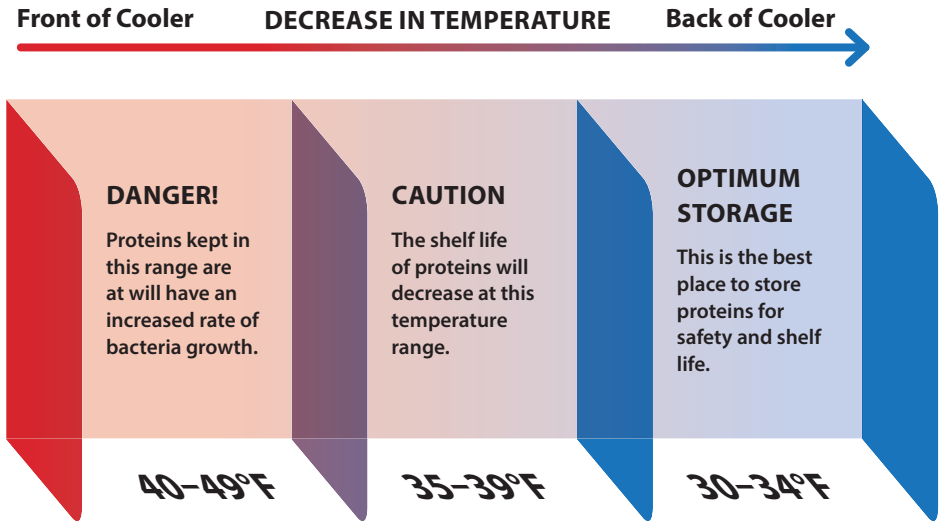 Front of Cooler
DECREASE IN TEMPERATURE
Back of Cooler
DANGER!
Proteins kept in
this range are
at will have an
increased rate of
bacteria growth.
CAUTION
The shelf life
of proteins will
decrease at this
temperature
range.
OPTIMUM
STORAGE
This is the best
place to store
proteins for
safety and shelf
life.
40–49°F
35–39°F
30–34°F